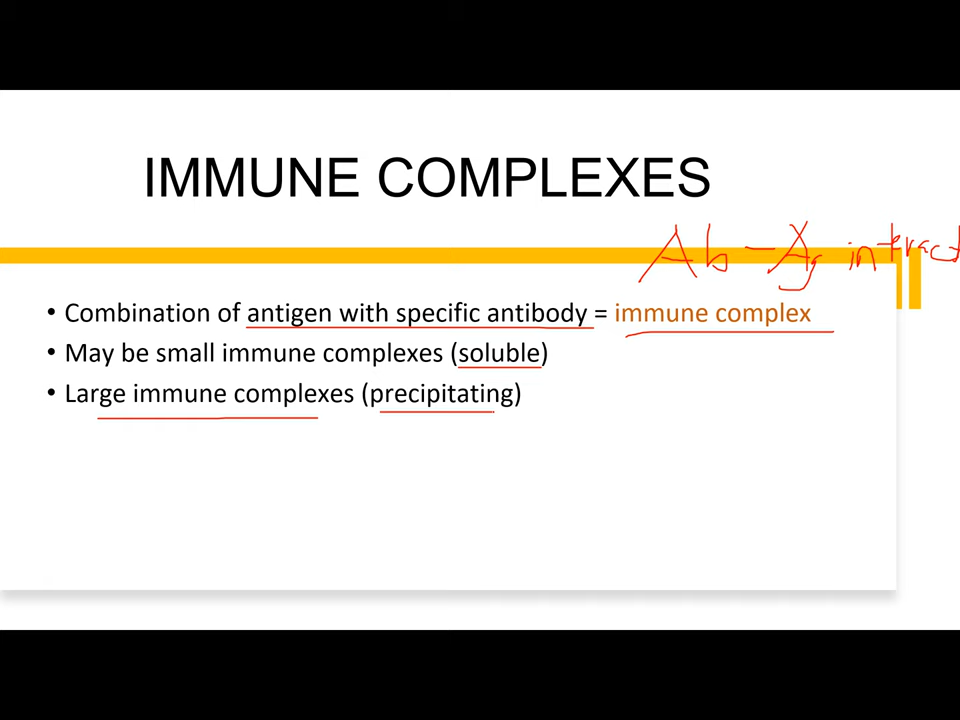 IMMUNE COMPLEXES
Ab - Ag interact
• Combination of antigen with specific antibody = immune complex
• May be small immune complexes (soluble)
• Large immune complexes (precipitating)